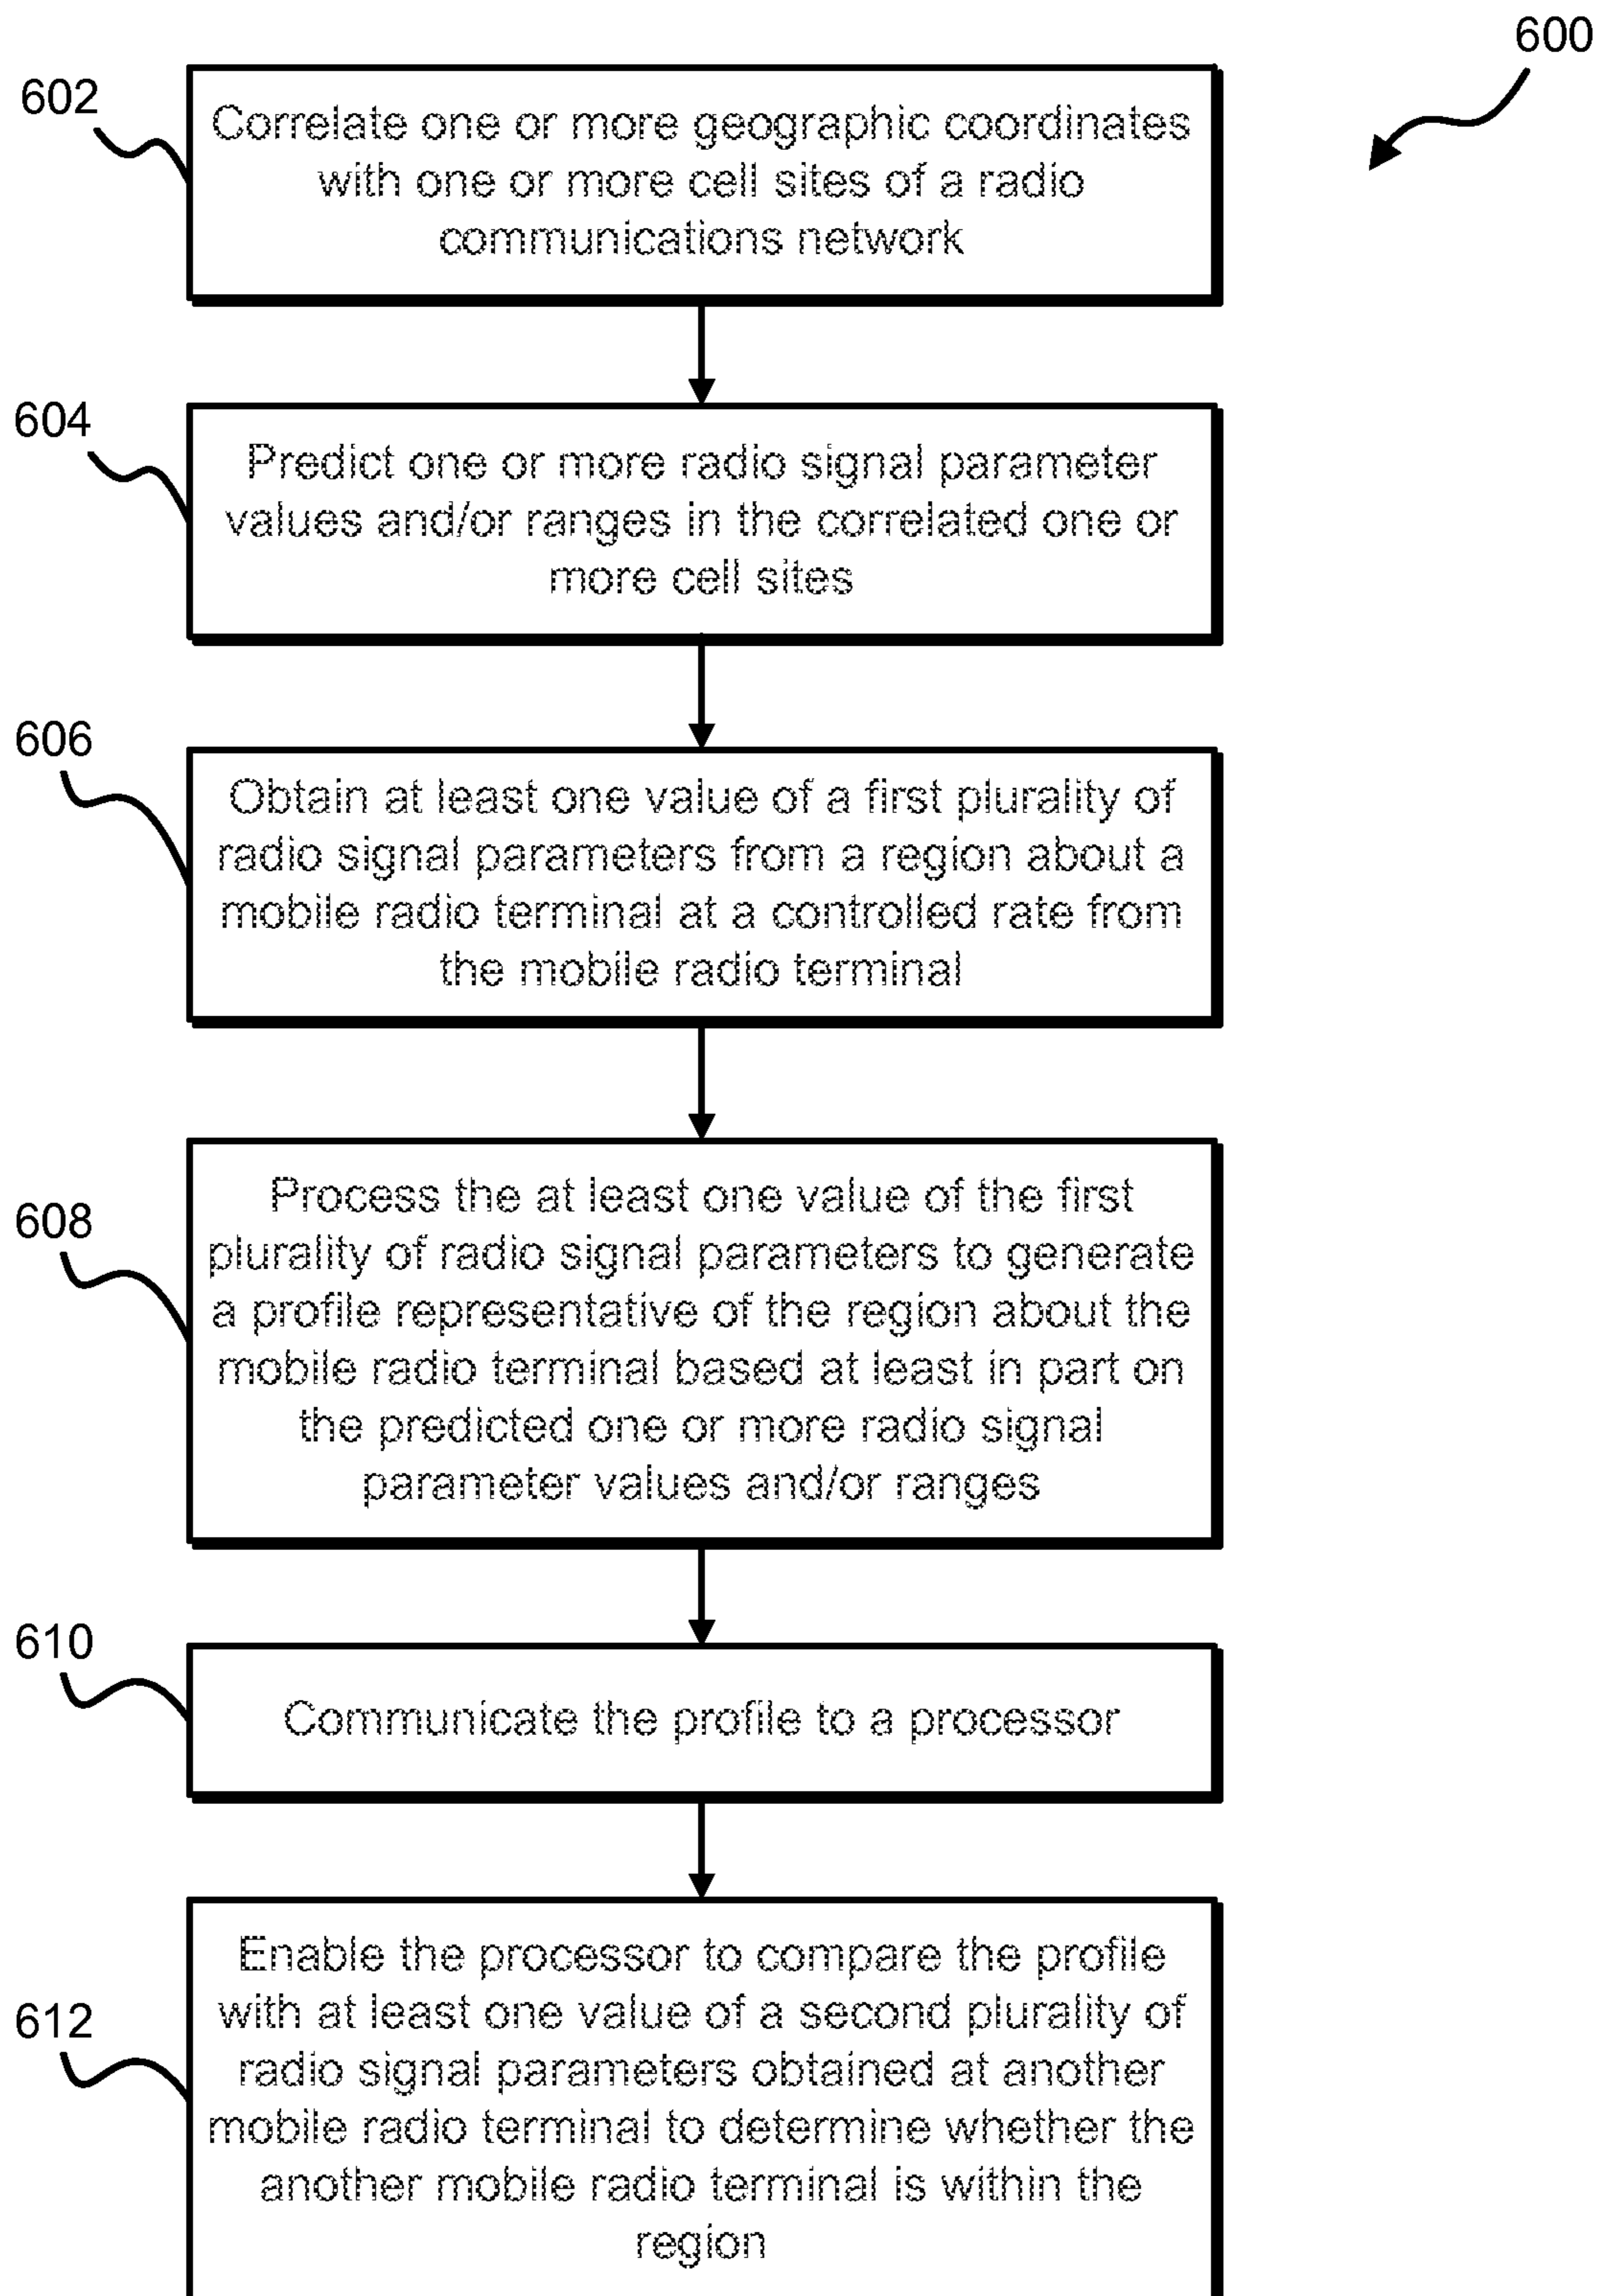 600
602
Correlate one or more geographic coordinates
with one or more cell sites of a radio
communications network
604
Predict one or more radio signal parameter
values and/or ranges in the correlated one or
more cell sites
606
Obtain at least one value of a first plurality of
radio signal parameters from a region about a
mobile radio terminal at a controlled rate from
the mobile radio terminal
608
Process the at least one value of the first
plurality of radio signal parameters to generate
a profile representative of the region about the
mobile radio terminal based at least in part on
the predicted one or more radio signal
parameter values and/or ranges
610
Communicate the profile to a processor
612
Enable the processor to compare the profile
with at least one value of a second plurality of
radio signal parameters obtained at another
mobile radio terminal to determine whether the
another mobile radio terminal is within the
region